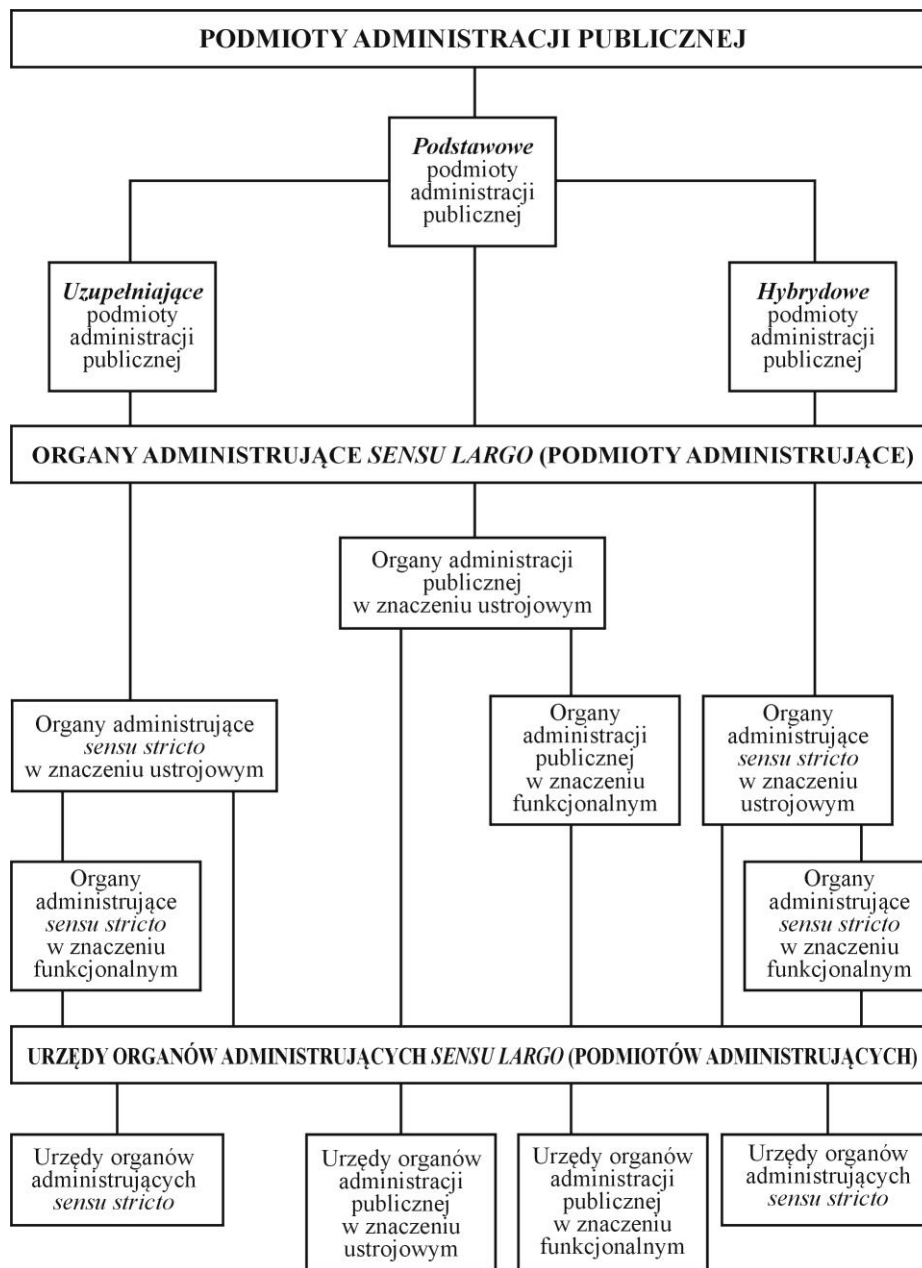 PODMIOTY ADMINISTRACJI PUBLICZNEJ
Podstawowe
podmioty
administracji
publicznej
Uzupełniające
podmioty
administracji
publicznej
Hybrydowe
podmioty
administracji
publicznej
ORGANY ADMINISTRUJĄCE SENSU LARGO (PODMIOTY ADMINISTRUJĄCE)
Organy administracji
publicznej
w znaczeniu ustrojowym
Organy administrujące
sensu stricto
w znaczeniu ustrojowym
Organy
administracji
publicznej
w znaczeniu
funkcjonalnym
Organy
administrujące
sensu stricto
w znaczeniu
ustrojowym
Organy
administrujące
sensu stricto
w znaczeniu
funkcjonalnym
Organy
administrujące
sensu stricto
w znaczeniu
funkcjonalnym
URZĘDY ORGANÓW ADMINISTRUJĄCYCH SENSU LARGO (PODMIOTÓW ADMINISTRUJĄCYCH)
Urzędy organów
administrujących
sensu stricto
Urzędy organów
administracji
publicznej
w znaczeniu
ustrojowym
Urzędy organów
administracji
publicznej
w znaczeniu
funkcjonalnym
Urzędy organów
administrujących
sensu stricto